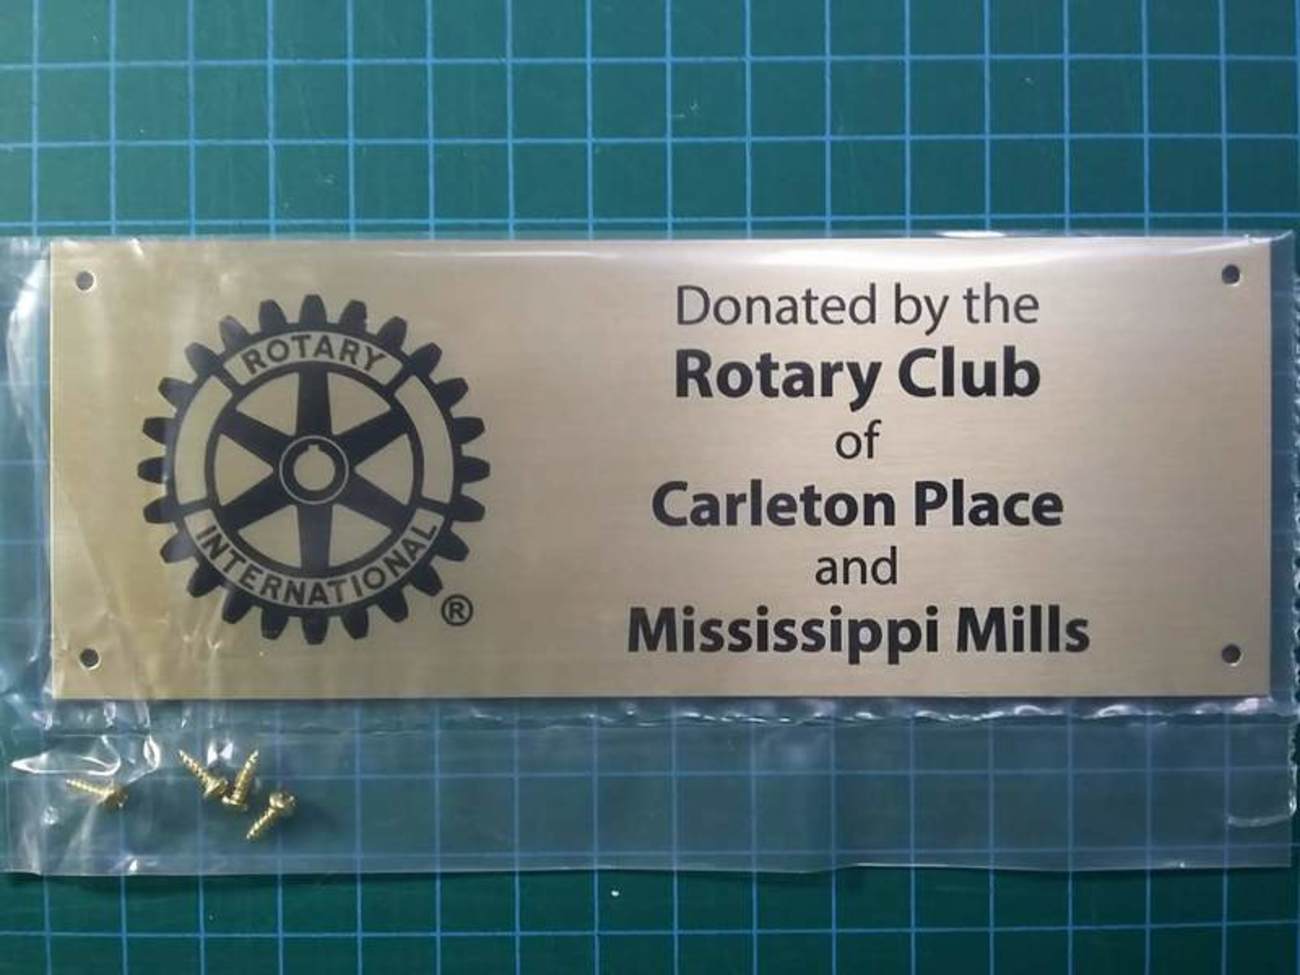 ROTARY
INTERNATIONAL
®
Donated by the
Rotary Club
of
Carleton Place
and
Mississippi Mills